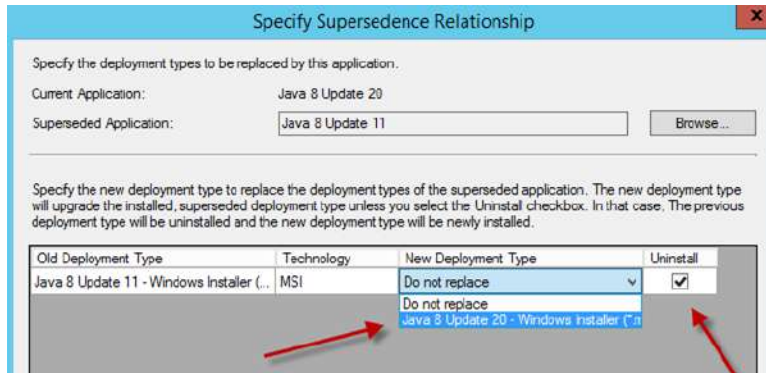 Specify Supersedence Relationship
x
Specify the deployment types to be replaced by this application.
Current Application: Java 8 Update 20
Superseded Application: Java 8 Update 11 Browse...
Specify the new deployment type to replace the deployment types of the superseded application. The new deployment type
will upgrade the installed, superseded deployment type unless you select the Uninstall checkbox. In that case, The previous
deployment type will be uninstalled and the new deployment type will be newly installed.
Old Deployment Type Technology New Deployment Type Uninstall
Java 8 Update 11 - Windows Installer (... MSI Do not replace
Do not replace
Java 8 Update 20 - Windows Installer (*.m